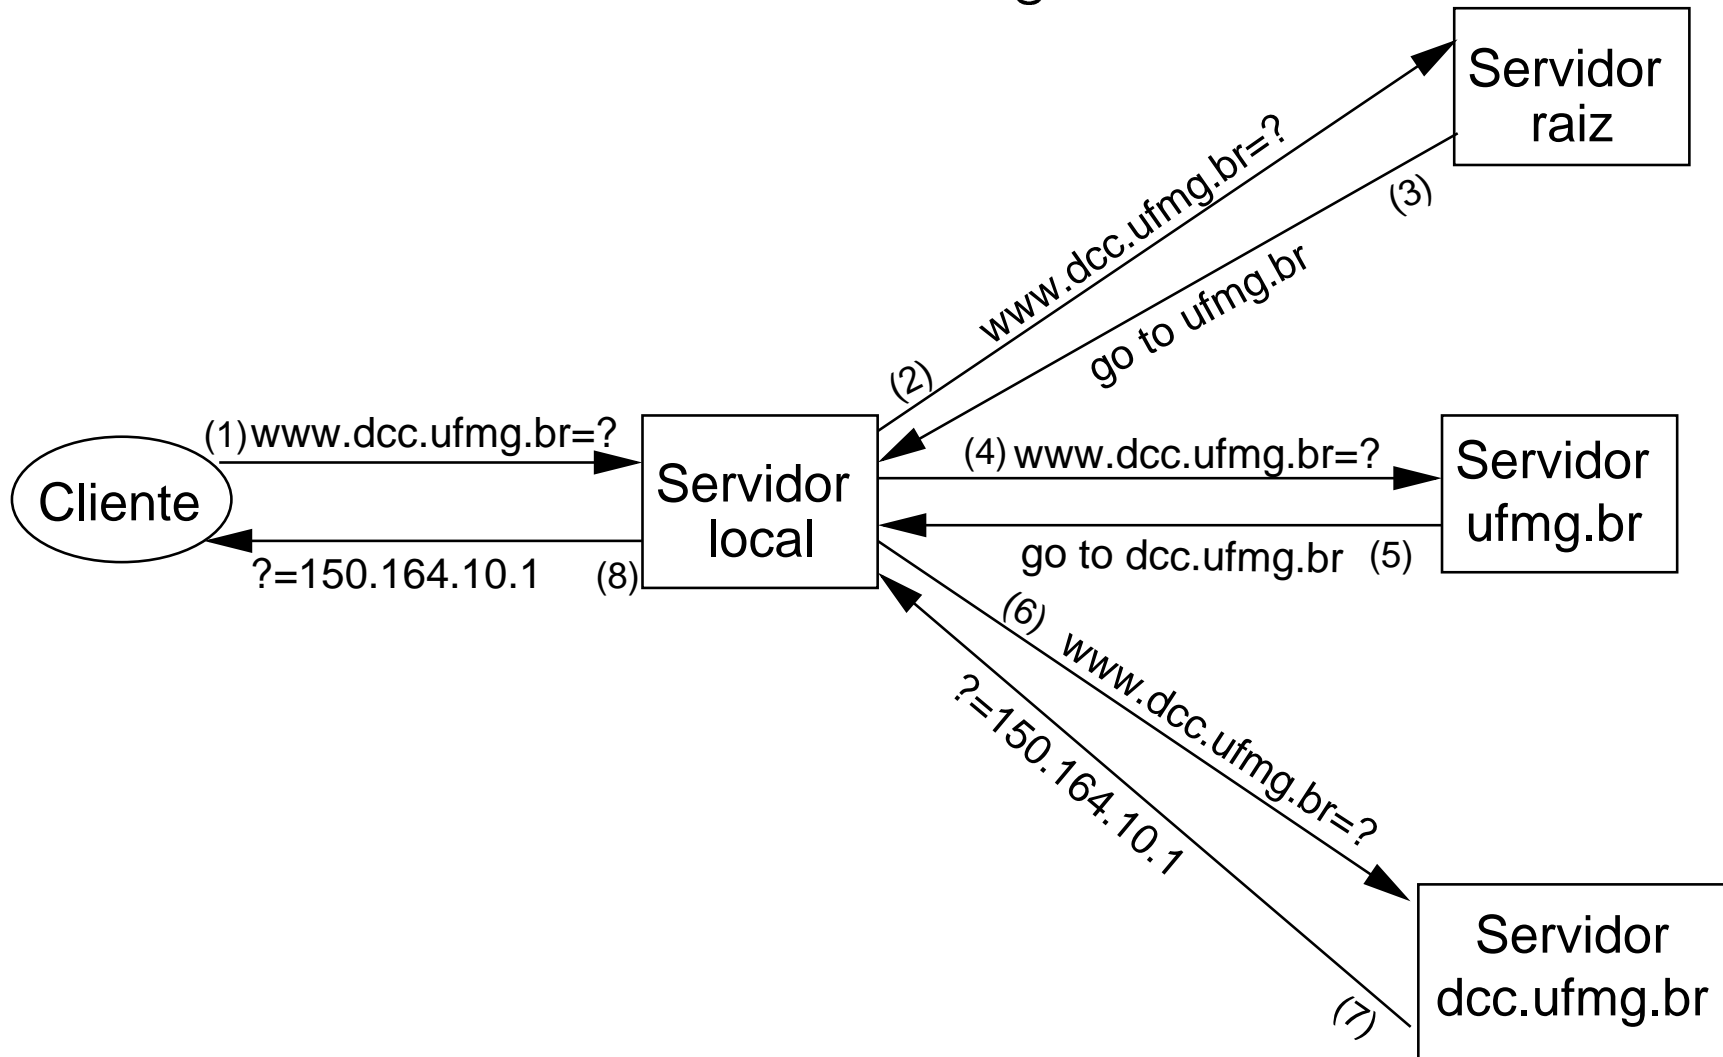 g
Servidor
raiz
(2) www.dcc.ufmg.br=?
go to ufmg.br (3)
(1) www.dcc.ufmg.br=?
Cliente
?=150.164.10.1 (8)
Servidor
local
(4) www.dcc.ufmg.br=?
go to dcc.ufmg.br (5)
Servidor
ufmg.br
(6) www.dcc.ufmg.br=?
?=150.164.10.1 (7)
Servidor
dcc.ufmg.br